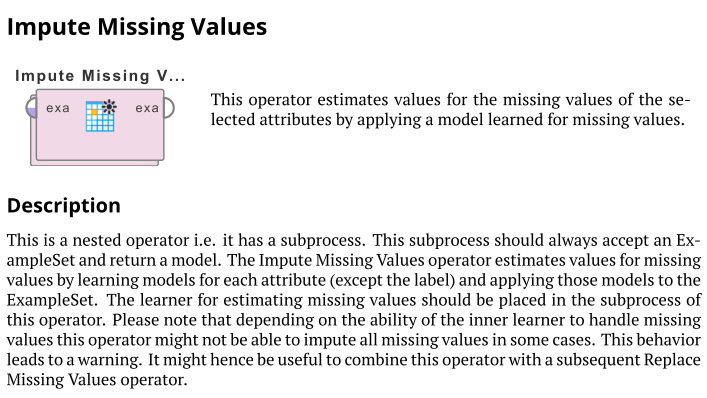 Impute Missing Values
Impute Missing V...
exa
exa
This operator estimates values for the missing values of the se-
lected attributes by applying a model learned for missing values.
Description
This is a nested operator i.e. it has a subprocess. This subprocess should always accept an Ex-
ampleSet and return a model. The Impute Missing Values operator estimates values for missing
values by learning models for each attribute (except the label) and applying those models to the
ExampleSet. The learner for estimating missing values should be placed in the subprocess of
this operator. Please note that depending on the ability of the inner learner to handle missing
values this operator might not be able to impute all missing values in some cases. This behavior
leads to a warning. It might hence be useful to combine this operator with a subsequent Replace
Missing Values operator.